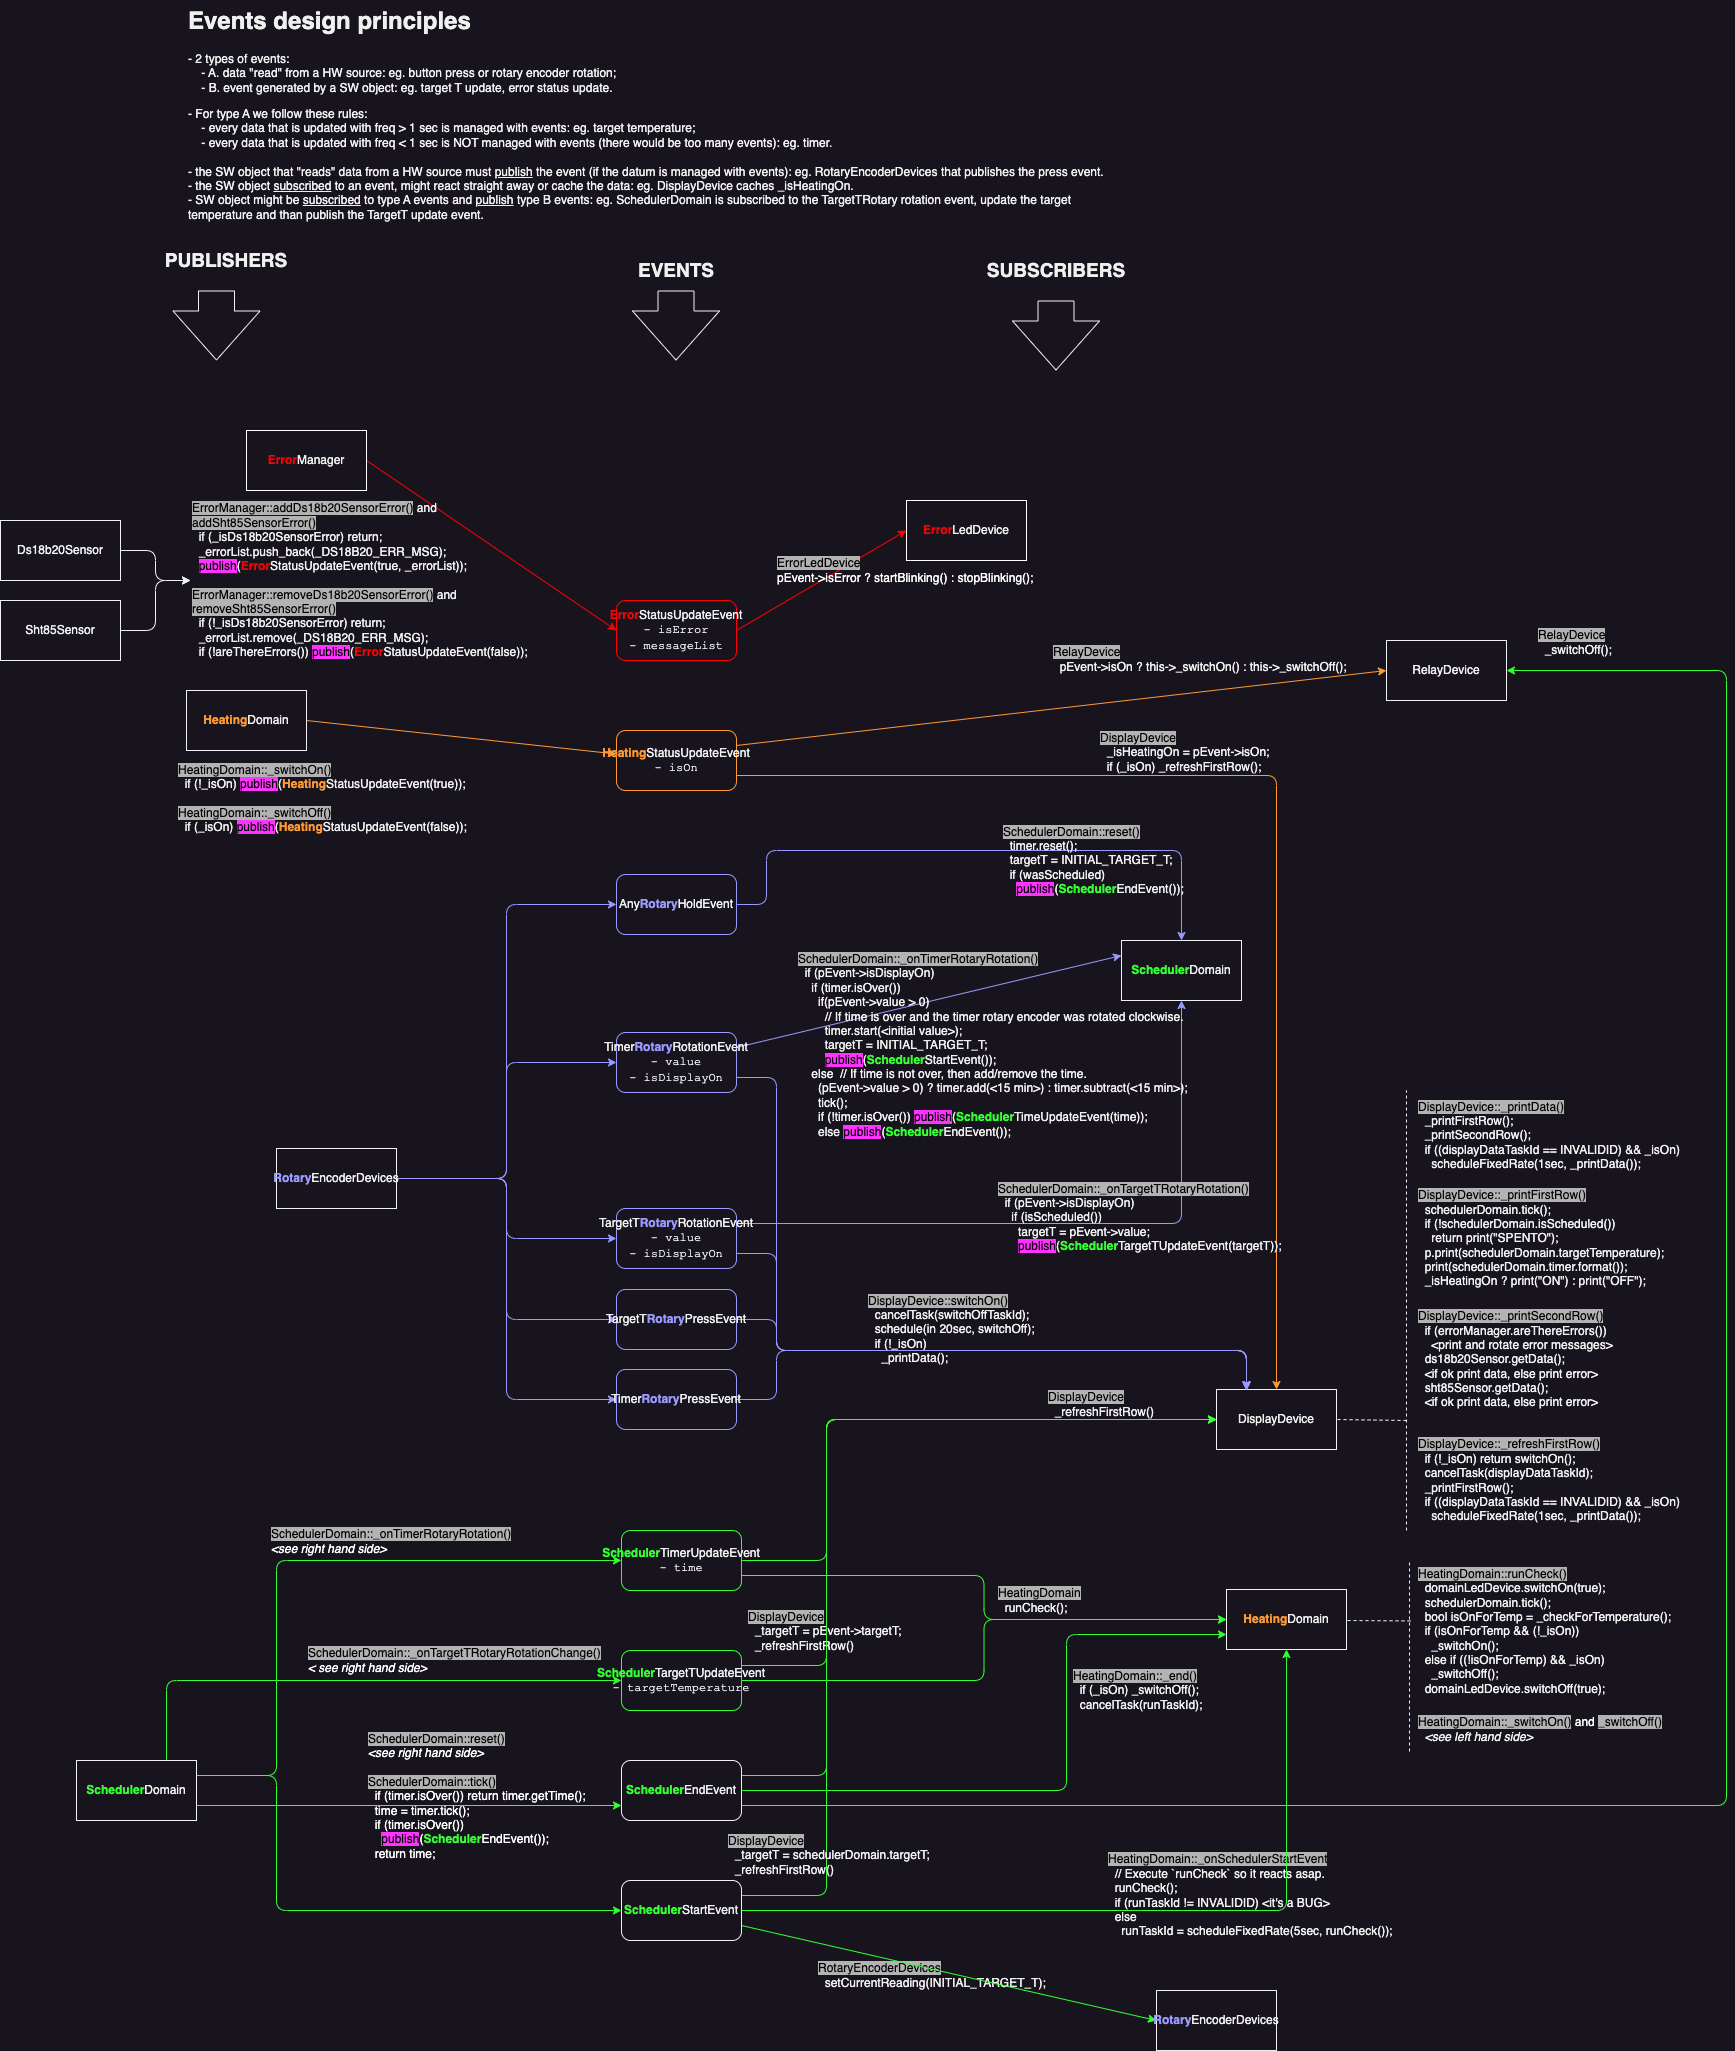 Events design principles
- 2 types of events:
- A. data "read" from a HW source: eg. button press or rotary encoder rotation;
- B. event generated by a SW object: eg. target T update, error status update.
- For type A we follow these rules:
- every data that is updated with freq > 1 sec is managed with events: eg. target temperature;
- every data that is updated with freq < 1 sec is NOT managed with events (there would be too many events): eg. timer.
- the SW object that "reads" data from a HW source must publish the event (if the datum is managed with events): eg. RotaryEncoderDevices that publishes the press event.
- the SW object subscribed to an event, might react straight away or cache the data: eg. DisplayDevice caches _isHeatingOn.
- SW object might be subscribed to type A events and publish type B events: eg. SchedulerDomain is subscribed to the TargetTRotary rotation event, update the target
temperature and than publish the TargetT update event.
PUBLISHERS
EVENTS
SUBSCRIBERS
ErrorManager
ErrorManager::addDs18b20SensorError() and
addSht85SensorError()
if (_isDs18b20SensorError) return;
_errorList.push_back(_DS18B20_ERR_MSG);
publish(ErrorStatusUpdateEvent(true, _errorList));
ErrorManager::removeDs18b20SensorError() and
removeSht85SensorError()
if (!_isDs18b20SensorError) return;
_errorList.remove(_DS18B20_ERR_MSG);
if (!areThereErrors()) publish(ErrorStatusUpdateEvent(false));
Ds18b20Sensor
Sht85Sensor
ErrorLedDevice
ErrorLedDevice
pEvent->isError ? startBlinking() : stopBlinking();
ErrorStatusUpdateEvent
- isError
- messageList
RelayDevice
_switchOff();
RelayDevice
pEvent->isOn ? this->_switchOn() : this->_switchOff();
RelayDevice
HeatingDomain
HeatingStatusUpdateEvent
- isOn
DisplayDevice
_isHeatingOn = pEvent->isOn;
if (_isOn) _refreshFirstRow();
HeatingDomain::_switchOn()
if (!_isOn) publish(HeatingStatusUpdateEvent(true));
HeatingDomain::_switchOff()
if (_isOn) publish(HeatingStatusUpdateEvent(false));
SchedulerDomain::reset()
timer.reset();
targetT = INITIAL_TARGET_T;
if (wasScheduled)
publish(SchedulerEndEvent());
AnyRotaryHoldEvent
SchedulerDomain
SchedulerDomain::_onTimerRotaryRotation()
if (pEvent->isDisplayOn)
if (timer.isOver())
if(pEvent->value > 0)
// If time is over and the timer rotary encoder was rotated clockwise.
timer.start(<initial value>);
targetT = INITIAL_TARGET_T;
publish(SchedulerStartEvent());
else  // If time is not over, then add/remove the time.
(pEvent->value > 0) ? timer.add(<15 min>) : timer.subtract(<15 min>);
tick();
if (!timer.isOver()) publish(SchedulerTimeUpdateEvent(time));
else publish(SchedulerEndEvent());
TimerRotaryRotationEvent
- value
- isDisplayOn
RotaryEncoderDevices
SchedulerDomain::_onTargetTRotaryRotation()
if (pEvent->isDisplayOn)
if (isScheduled())
targetT = pEvent->value;
publish(SchedulerTargetTUpdateEvent(targetT));
TargetTRotaryRotationEvent
- value
- isDisplayOn
TargetTRotaryPressEvent
TimerRotaryPressEvent
DisplayDevice::switchOn()
cancelTask(switchOffTaskId);
schedule(in 20sec, switchOff);
if (!_isOn)
_printData();
DisplayDevice
_refreshFirstRow()
DisplayDevice
DisplayDevice::_printData()
_printFirstRow();
_printSecondRow();
if ((displayDataTaskId == INVALIDID) && _isOn)
scheduleFixedRate(1sec, _printData());
DisplayDevice::_printFirstRow()
schedulerDomain.tick();
if (!schedulerDomain.isScheduled())
return print("SPENTO");
p.print(schedulerDomain.targetTemperature);
print(schedulerDomain.timer.format());
_isHeatingOn ? print("ON") : print("OFF");
DisplayDevice::_printSecondRow()
if (errorManager.areThereErrors())
<print and rotate error messages>
ds18b20Sensor.getData();
<if ok print data, else print error>
sht85Sensor.getData();
<if ok print data, else print error>
DisplayDevice::_refreshFirstRow()
if (!_isOn) return switchOn();
cancelTask(displayDataTaskId);
_printFirstRow();
if ((displayDataTaskId == INVALIDID) && _isOn)
scheduleFixedRate(1sec, _printData());
SchedulerDomain::_onTimerRotaryRotation()
<see right hand side>
SchedulerTimerUpdateEvent
- time
HeatingDomain
runCheck();
HeatingDomain
HeatingDomain::runCheck()
domainLedDevice.switchOn(true);
schedulerDomain.tick();
bool isOnForTemp = _checkForTemperature();
if (isOnForTemp && (!_isOn))
_switchOn();
else if ((!isOnForTemp) && _isOn)
_switchOff();
domainLedDevice.switchOff(true);
HeatingDomain::_switchOn() and _switchOff()
<see left hand side>
DisplayDevice
_targetT = pEvent->targetT;
_refreshFirstRow()
SchedulerDomain::_onTargetTRotaryRotationChange()
< see right hand side>
SchedulerTargetTUpdateEvent
- targetTemperature
HeatingDomain::_end()
if (_isOn) _switchOff();
cancelTask(runTaskId);
SchedulerDomain::reset()
<see right hand side>
SchedulerDomain
SchedulerDomain::tick()
if (timer.isOver()) return timer.getTime();
time = timer.tick();
if (timer.isOver())
publish(SchedulerEndEvent());
return time;
SchedulerEndEvent
DisplayDevice
_targetT = schedulerDomain.targetT;
_refreshFirstRow()
SchedulerStartEvent
HeatingDomain::_onSchedulerStartEvent
// Execute `runCheck` so it reacts asap.
runCheck();
if (runTaskId != INVALIDID) <it's a BUG>
else
runTaskId = scheduleFixedRate(5sec, runCheck());
RotaryEncoderDevices
setCurrentReading(INITIAL_TARGET_T);
RotaryEncoderDevices